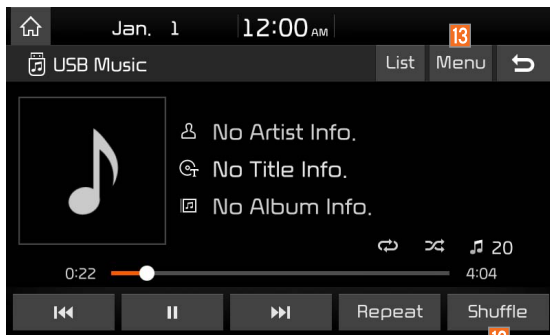 Jan. 1 12:00 AM
13
USB Music List Menu
No Artist Info.
No Title Info.
No Album Info.
20
0:22 4:04
Repeat Shuffle